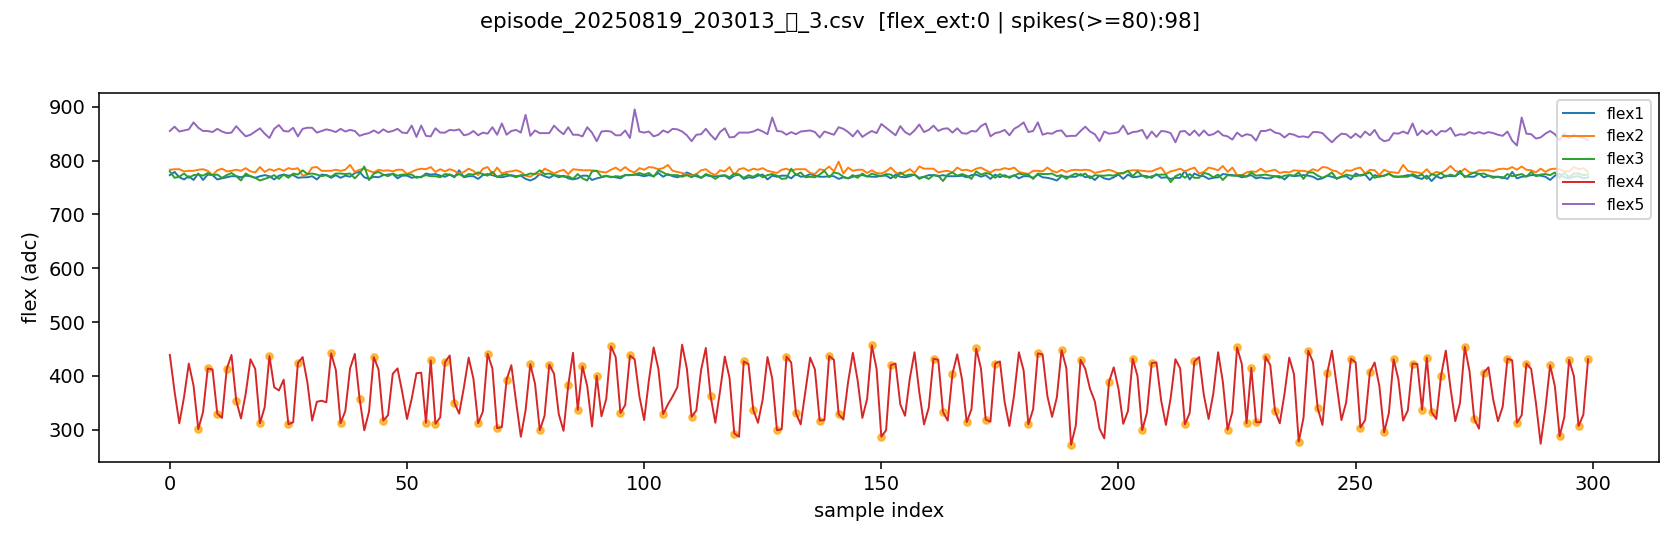 episode_20250819_203013_▯_3.csv [flex_ext:0 | spikes(>=80):98]
900
800
700
600
500
400
300
flex (adc)
0
50
100
150
200
250
300
sample index
flex1
flex2
flex3
flex4
flex5